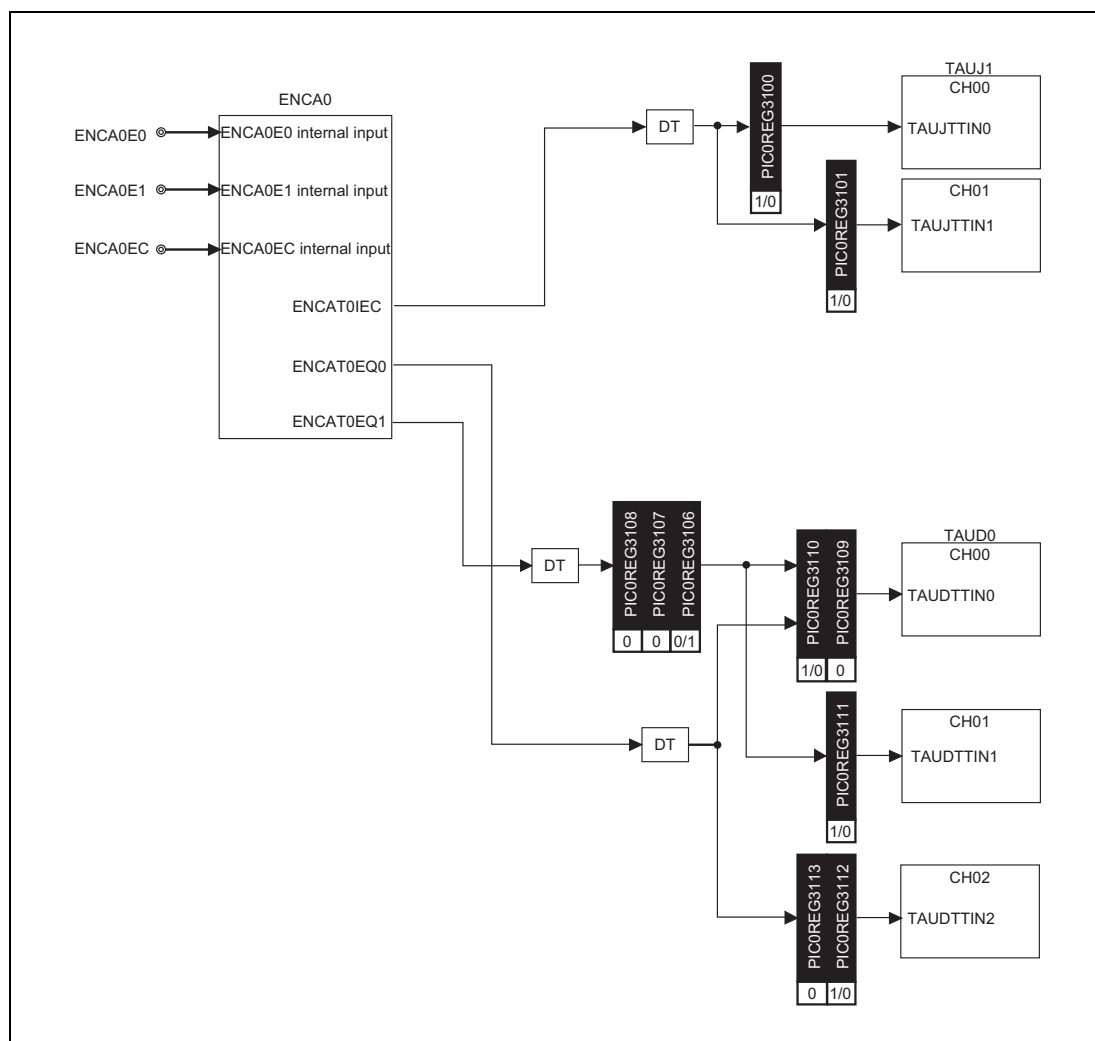 ENCA0
ENCA0E0
ENCA0E0 internal input
ENCA0E1
ENCA0E1 internal input
ENCA0EC
ENCA0EC internal input
ENCAT0IEC
ENCAT0EQ0
ENCAT0EQ1
DT
PIC0REG3100
1/0
PIC0REG3101
1/0
TAUJ1
CH00
TAUJTTIN0
CH01
TAUJTTIN1
DT
PIC0REG3108
PIC0REG3107
PIC0REG3106
0
0
0/1
PIC0REG3110
PIC0REG3109
1/0
0
TAUD0
CH00
TAUDTTIN0
DT
PIC0REG3111
1/0
CH01
TAUDTTIN1
PIC0REG3113
PIC0REG3112
0
1/0
CH02
TAUDTTIN2